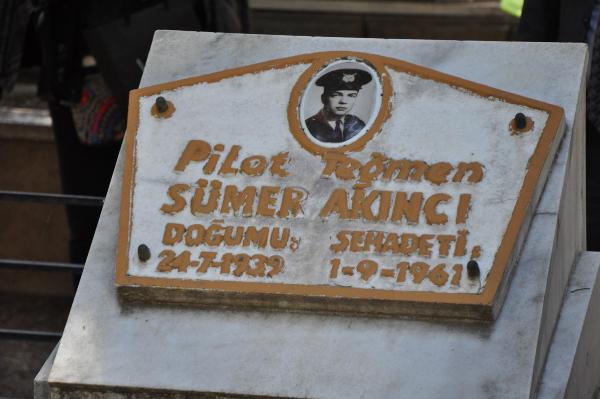 Pilot Teğmen
SÜMER AKINCI
DOĞUMU: ŞEHADETİ:
24-7-1939 1-9-1961